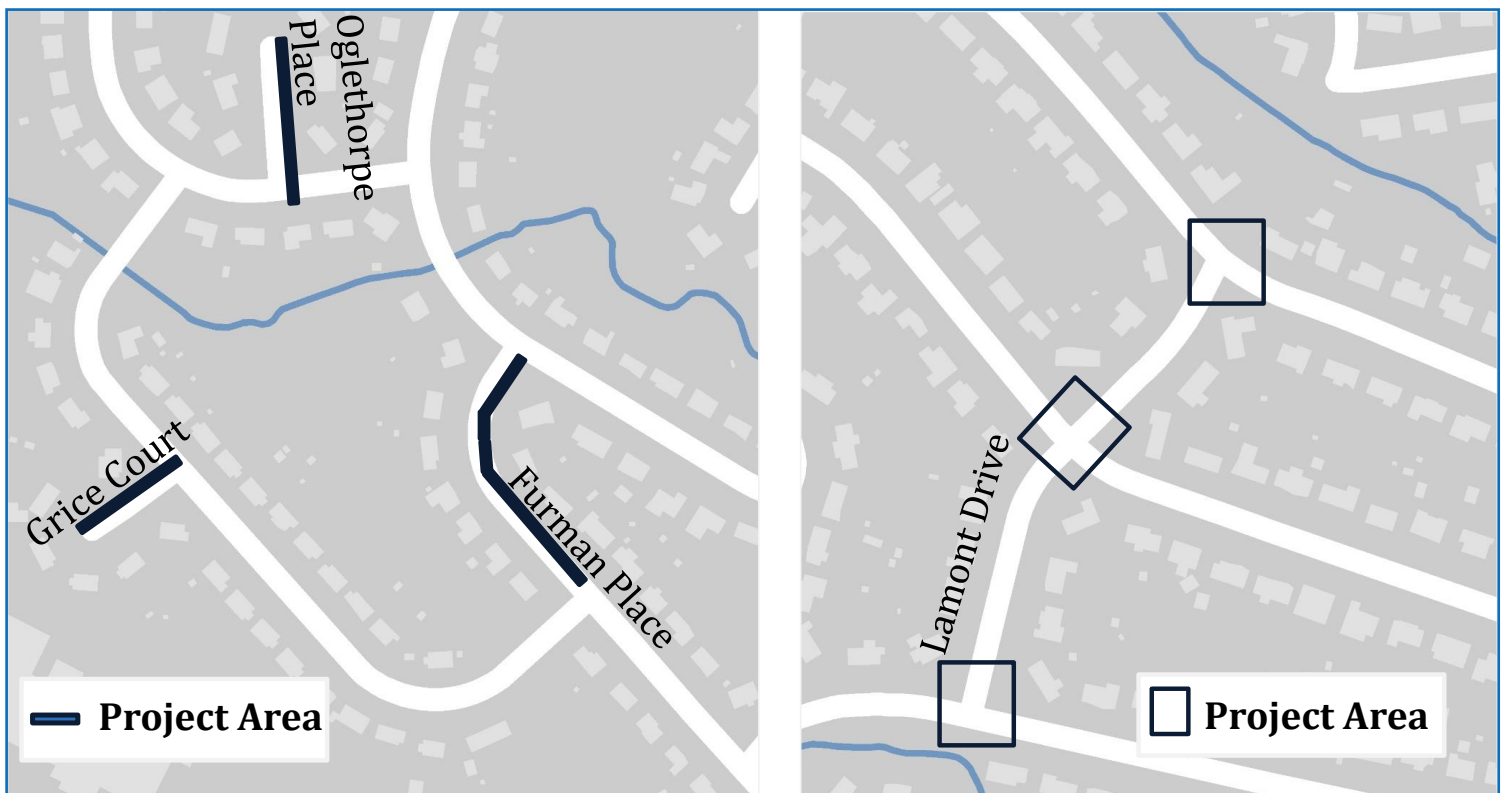 Oglethorpe
Place
Grice Court
Furman Place
Project Area
Lamont Drive
Project Area